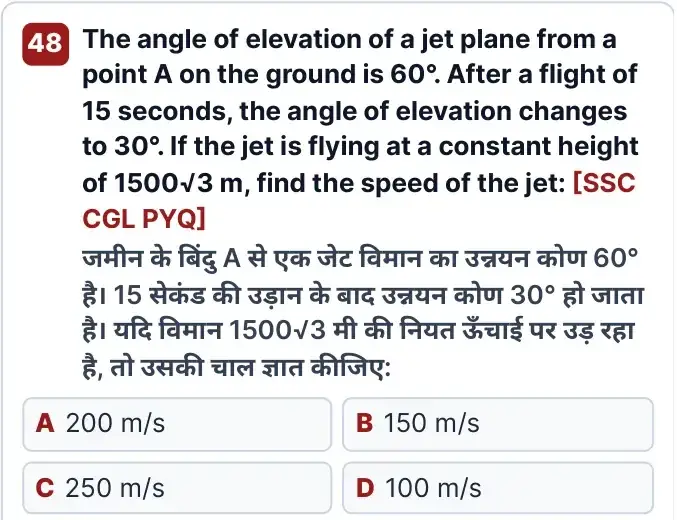 48 The angle of elevation of a jet plane from a
point A on the ground is 60°. After a flight of
15 seconds, the angle of elevation changes
to 30°. If the jet is flying at a constant height
of 1500√3 m, find the speed of the jet: [SSC
CGL PYQ]
जमीन के बिंदु A से एक जेट विमान का उन्नयन कोण 60°
है। 15 सेकंड की उड़ान के बाद उन्नयन कोण 30° हो जाता
है। यदि विमान 1500√3 मी की नियत ऊँचाई पर उड़ रहा
है, तो उसकी चाल ज्ञात कीजिए:
A 200 m/s
B 150 m/s
C 250 m/s
D 100 m/s